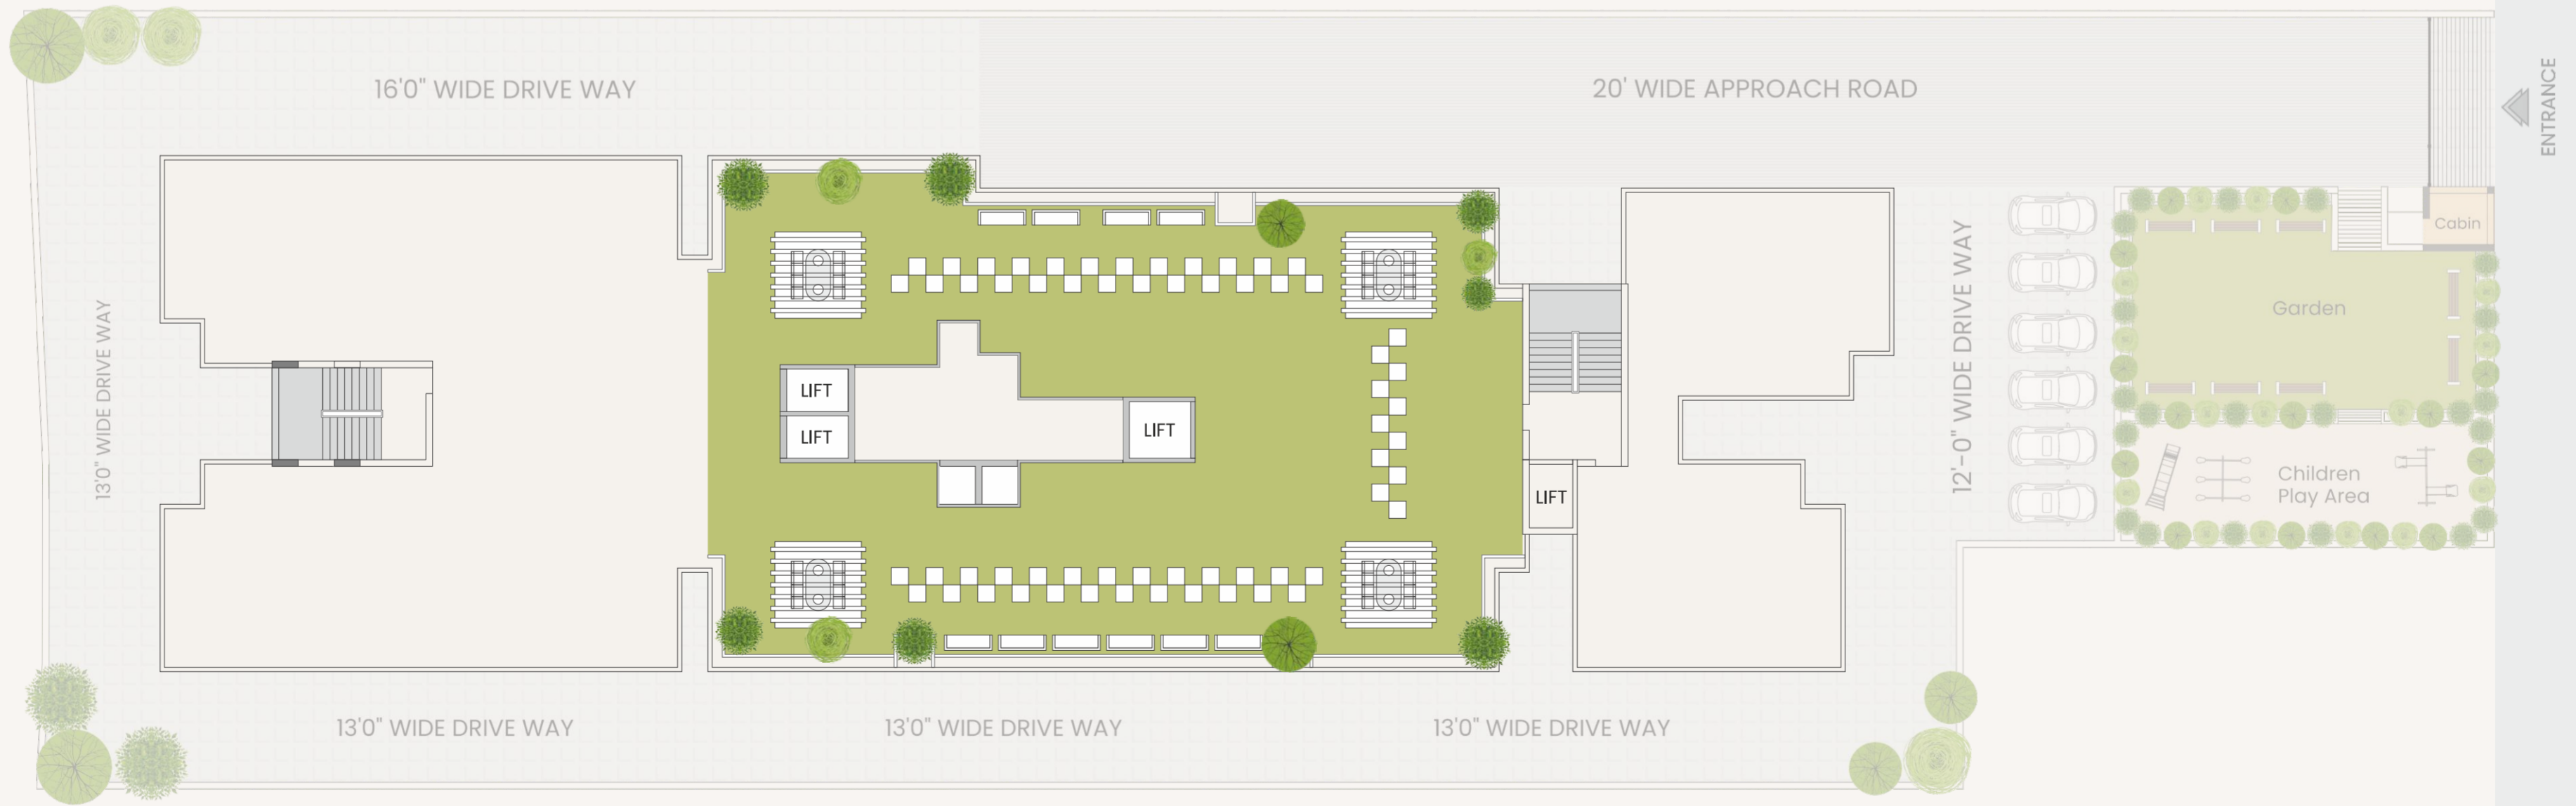 16'0" WIDE DRIVE WAY
20' WIDE APPROACH ROAD
ENTRANCE
Cabin
13'0" WIDE DRIVE WAY
12'-0" WIDE DRIVE WAY
Garden
LIFT
LIFT
LIFT
LIFT
Children
Play Area
13'0" WIDE DRIVE WAY
13'0" WIDE DRIVE WAY
13'0" WIDE DRIVE WAY